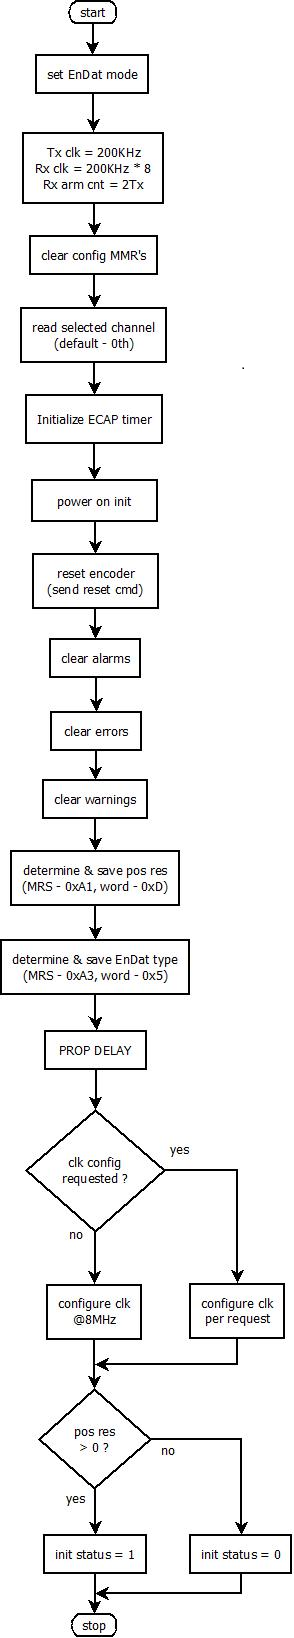 start
set EnDat mode
Tx clk = 200KHz
Rx clk = 200KHz * 8
Rx arm cnt = 2Tx
clear config MMR's
read selected channel
(default - 0th)
Initialize ECAP timer
power on init
reset encoder
(send reset cmd)
clear alarms
clear errors
clear warnings
determine & save pos res
(MRS - 0xA1, word - 0xD)
determine & save EnDat type
(MRS - 0xA3, word - 0x5)
PROP DELAY
clk config
requested ?
yes
no
configure clk
@8MHz
configure clk
per request
pos res
> 0 ?
no
yes
init status = 1
init status = 0
stop